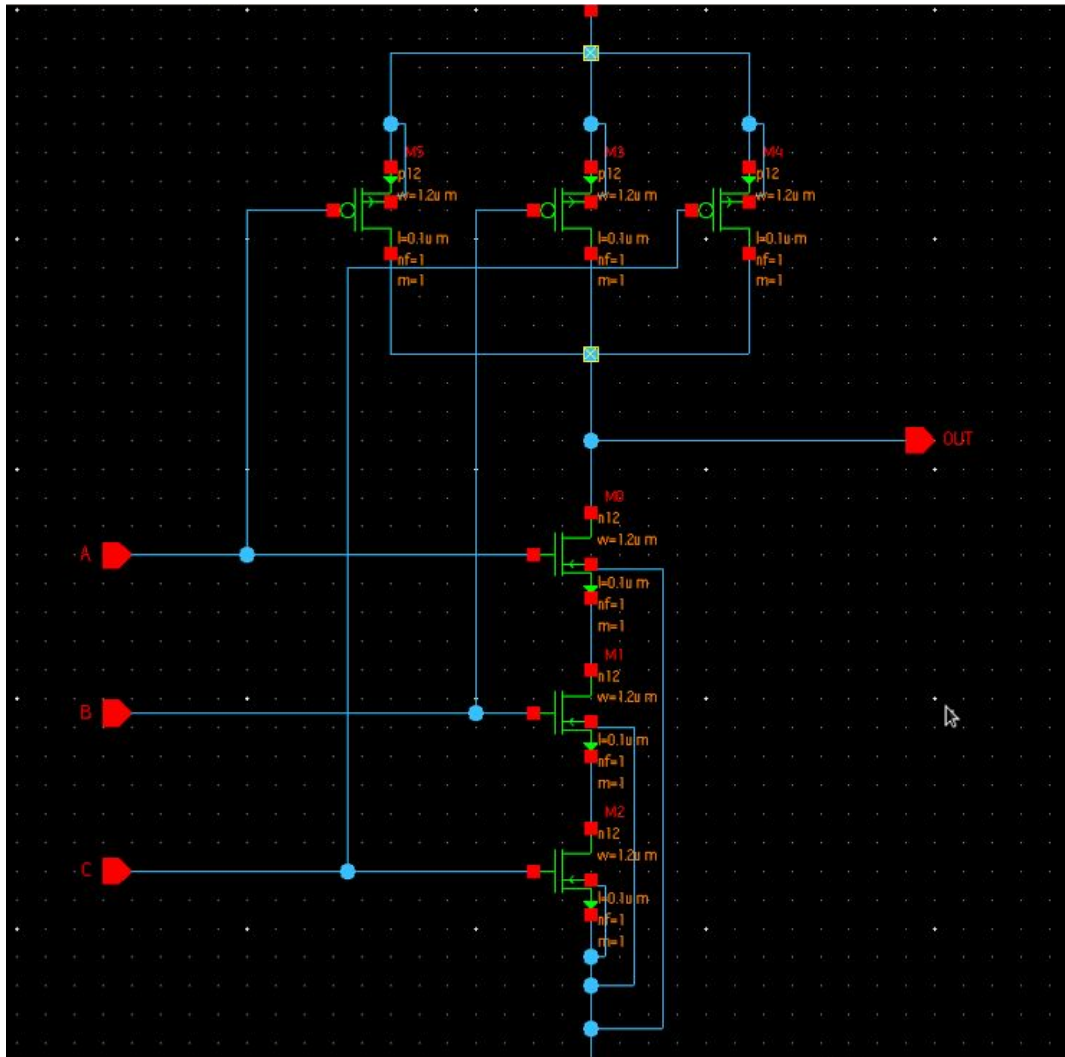 M5
p12
w=1.2u m
l=0.1u m
nf=1
m=1
M3
p12
w=1.2u m
l=0.1u m
nf=1
m=1
M4
p12
w=1.2u m
l=0.1u m
nf=1
m=1
OUT
M0
n12
w=1.2u m
l=0.1u m
nf=1
m=1
A
M1
n12
w=1.2u m
l=0.1u m
nf=1
m=1
B
M2
n12
w=1.2u m
l=0.1u m
nf=1
m=1
C